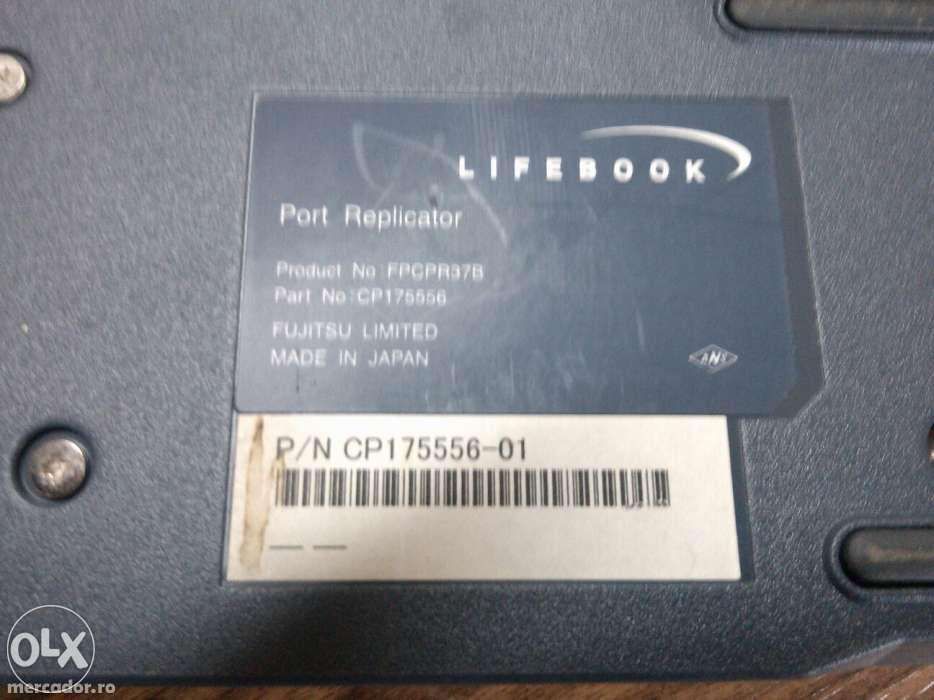 LIFEBOOK
Port Replicator
Product No:FPCPR37B
Part No:CP175556
FUJITSU LIMITED
MADE IN JAPAN
P/N CP175556-01
OLX
mercador.ro